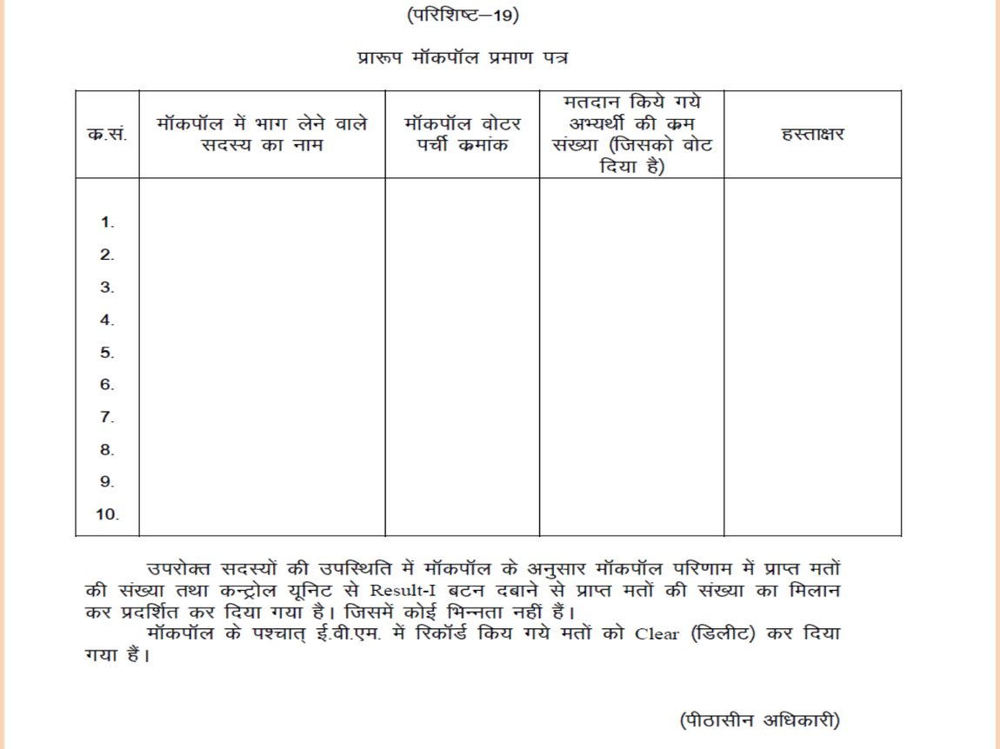 (परिशिष्ट–19)
प्रारूप मॉकपॉल प्रमाण पत्र
क्र.सं.
मॉकपॉल में भाग लेने वाले
सदस्य का नाम
मॉकपॉल वोटर
पर्ची क्रमांक
मतदान किये गये
अभ्यर्थी की क्रम
संख्या (जिसको वोट
दिया है)
हस्ताक्षर
1.
2.
3.
4.
5.
6.
7.
8.
9.
10.
उपरोक्त सदस्यों की उपस्थिति में मॉकपॉल के अनुसार मॉकपॉल परिणाम में प्राप्त मतों
की संख्या तथा कन्ट्रोल यूनिट से Result-I बटन दबाने से प्राप्त मतों की संख्या का मिलान
कर प्रदर्शित कर दिया गया है। जिसमें कोई भिन्नता नहीं हैं।
मॉकपॉल के पश्चात् ई.वी.एम. में रिकॉर्ड किय गये मतों को Clear (डिलीट) कर दिया
गया हैं।
(पीठासीन अधिकारी)